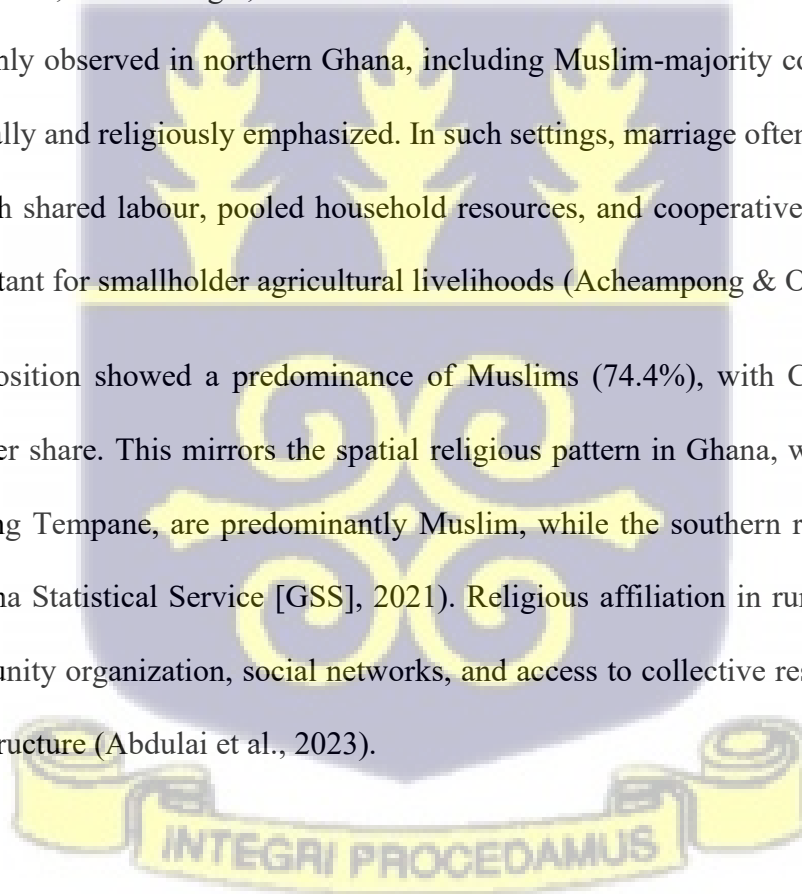 nly observed in northern Ghana, including Muslim-majority co
ally and religiously emphasized. In such settings, marriage often
h shared labour, pooled household resources, and cooperative
tant for smallholder agricultural livelihoods (Acheampong & O
osition showed a predominance of Muslims (74.4%), with C
er share. This mirrors the spatial religious pattern in Ghana, w
ng Tempane, are predominantly Muslim, while the southern r
na Statistical Service [GSS], 2021). Religious affiliation in rur
unity organization, social networks, and access to collective res
ructure (Abdulai et al., 2023).
INTEGRI PROCEDAMUS